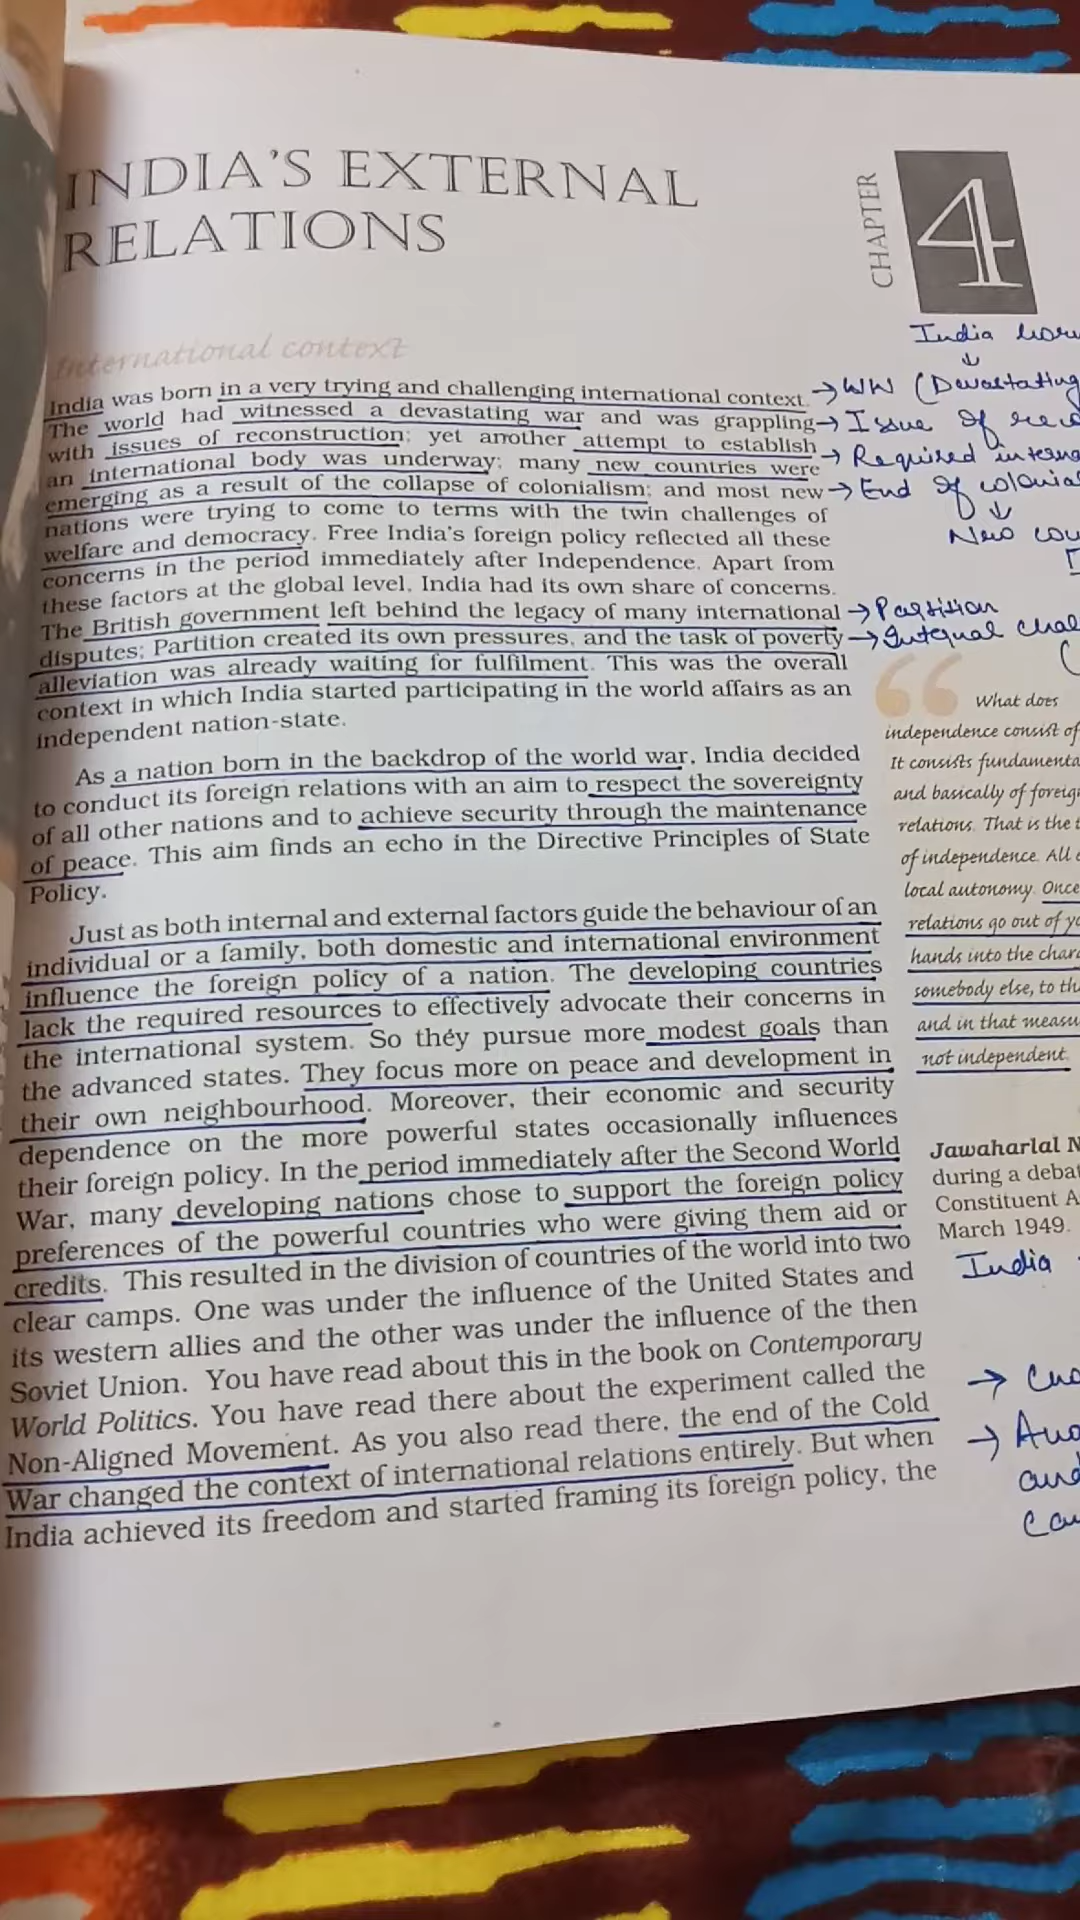 INDIA'S EXTERNAL
RELATIONS
CHAPTER
4
International context
India was born in a very trying and challenging international context.
The world had witnessed a devastating war and was grappling
with issues of reconstruction; yet another attempt to establish
an international body was underway; many new countries were
emerging as a result of the collapse of colonialism; and most new
nations were trying to come to terms with the twin challenges of
welfare and democracy. Free India's foreign policy reflected all these
concerns in the period immediately after Independence. Apart from
these factors at the global level, India had its own share of concerns.
The British government left behind the legacy of many international
disputes; Partition created its own pressures, and the task of poverty
alleviation was already waiting for fulfilment. This was the overall
context in which India started participating in the world affairs as an
independent nation-state.
As a nation born in the backdrop of the world war, India decided
to conduct its foreign relations with an aim to respect the sovereignty
of all other nations and to achieve security through the maintenance
of peace. This aim finds an echo in the Directive Principles of State
Policy.
Just as both internal and external factors guide the behaviour of an
individual or a family, both domestic and international environment
influence the foreign policy of a nation. The developing countries
lack the required resources to effectively advocate their concerns in
the international system. So they pursue more modest goals than
the advanced states. They focus more on peace and development in
their own neighbourhood. Moreover, their economic and security
dependence on the more powerful states occasionally influences
their foreign policy. In the period immediately after the Second World
War, many developing nations chose to support the foreign policy
preferences of the powerful countries who were giving them aid or
credits. This resulted in the division of countries of the world into two
clear camps. One was under the influence of the United States and
its western allies and the other was under the influence of the then
Soviet Union. You have read about this in the book on Contemporary
World Politics. You have read there about the experiment called the
Non-Aligned Movement. As you also read there, the end of the Cold
War changed the context of international relations entirely. But when
India achieved its freedom and started framing its foreign policy, the
India
↓
→ WW (Devastating
→ Issue of
→ Required
→ End of
↓
New
→ Partition
→
“
What does
independence consist of
It consists
and basically of
relations. That is the
of independence. All
local autonomy. Once
relations go out of
hands into the
somebody else, to
and in that
not independent.
Jawaharlal
during a
Constituent
March 1949.
India
→
→